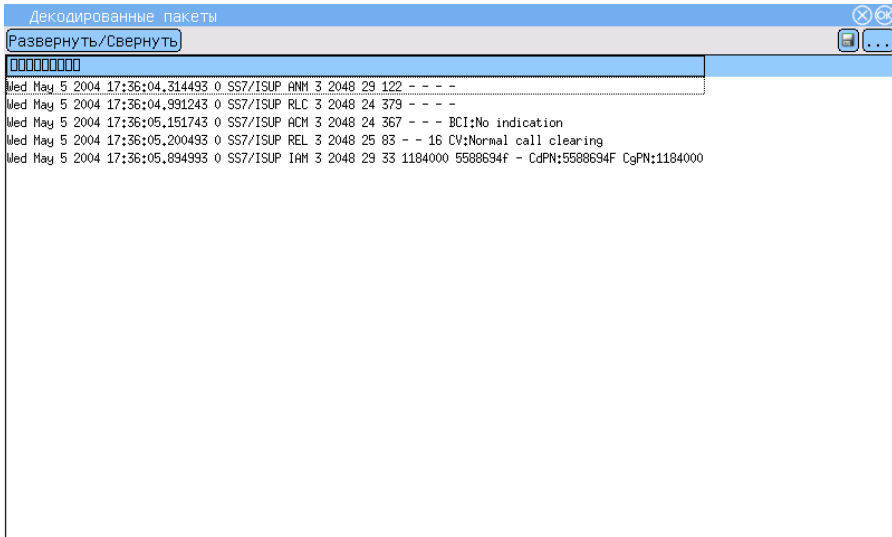 Декодированные пакеты
OK
Развернуть/Свернуть
...
Wed May 5 2004 17:36:04.314493 0 SS7/ISUP ANM 3 2048 29 122 - - - -
Wed May 5 2004 17:36:04.991243 0 SS7/ISUP RLC 3 2048 24 379 - - - -
Wed May 5 2004 17:36:05.151743 0 SS7/ISUP ACM 3 2048 24 367 - - - BCI:No indication
Wed May 5 2004 17:36:05.200493 0 SS7/ISUP REL 3 2048 25 83 - - 16 CV:Normal call clearing
Wed May 5 2004 17:36:05.894993 0 SS7/ISUP IAM 3 2048 29 33 1184000 5588694f - CdPN:5588694F CgPN:1184000